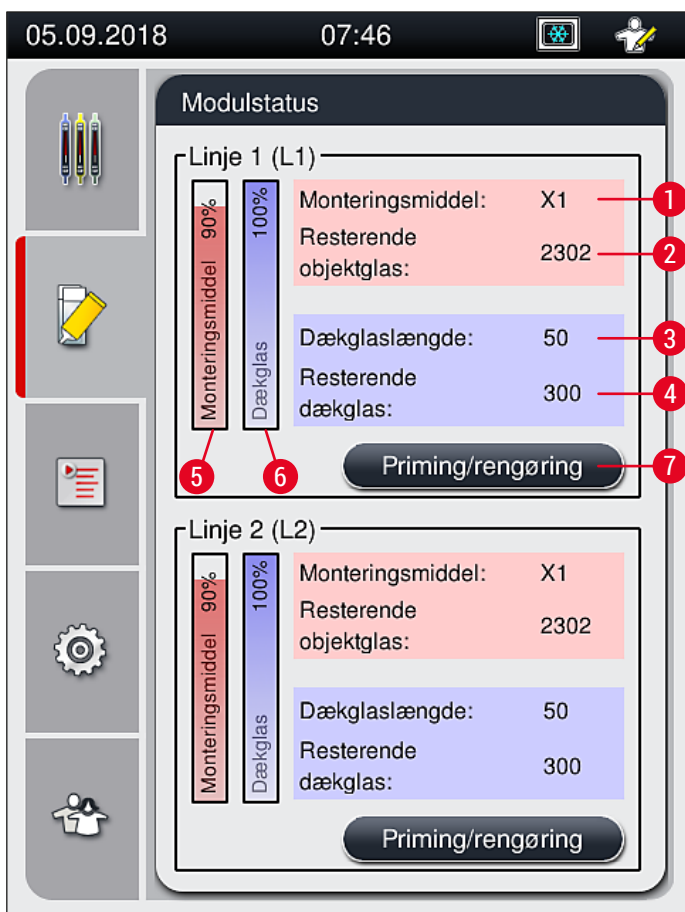 05.09.2018 07:46
Modulstatus
Linje 1 (L1)
Monteringsmiddel 90%
Dækglas 100%
Monteringsmiddel: X1 1
Resterende
objektglas: 2302 2
Dækglaslængde: 50 3
Resterende
dækglas: 300 4
5 6
Priming/rengøring 7
Linje 2 (L2)
Monteringsmiddel 90%
Dækglas 100%
Monteringsmiddel: X1
Resterende
objektglas: 2302
Dækglaslængde: 50
Resterende
dækglas: 300
Priming/rengøring